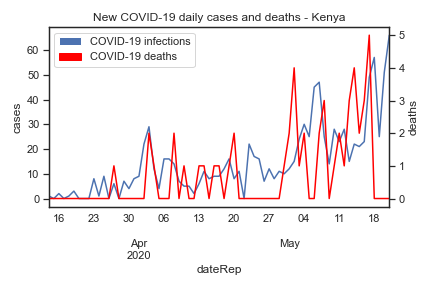 New COVID-19 daily cases and deaths - Kenya
COVID-19 infections
COVID-19 deaths
cases
deaths
60
50
40
30
20
10
0
5
4
3
2
1
0
16 23 30 06 13 20 27 04 11 18
Apr May
2020
dateRep